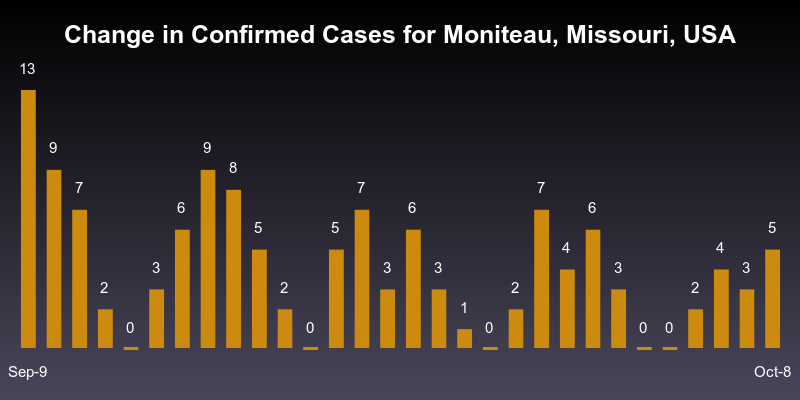 Change in Confirmed Cases for Moniteau, Missouri, USA
13 9 7 2 0 3 6 9 8 5 2 0 5 7 3 6 3 1 0 2 7 4 6 3 0 0 2 4 3 5
Sep-9 Oct-8